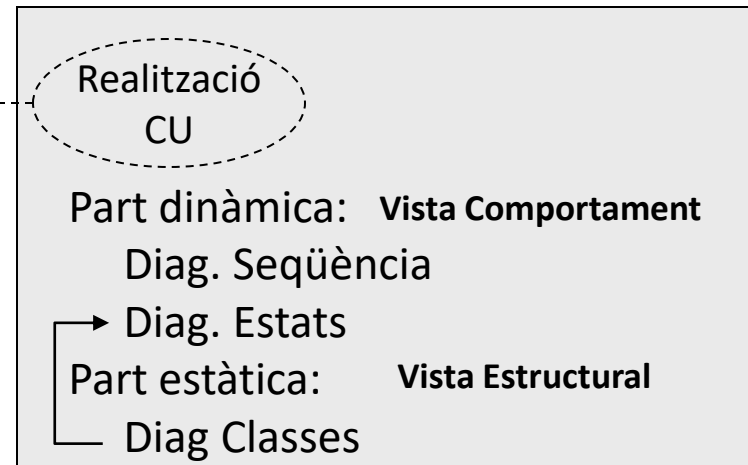 Realització
CU
Part dinàmica: Vista Comportament
Diag. Seqüència
Diag. Estats
Part estàtica: Vista Estructural
Diag Classes